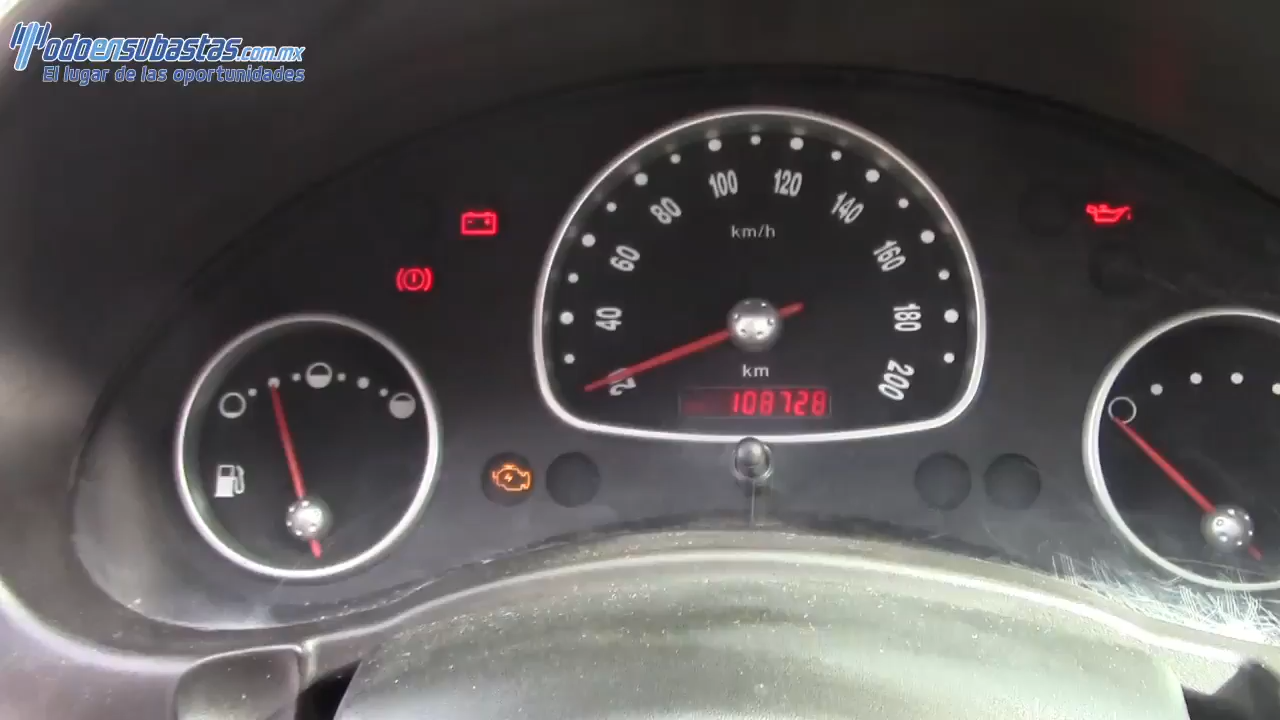 Todoensubastas.com.mx
El lugar de las oportunidades
20
40
60
80
100
120
140
160
180
200
km/h
km
108728